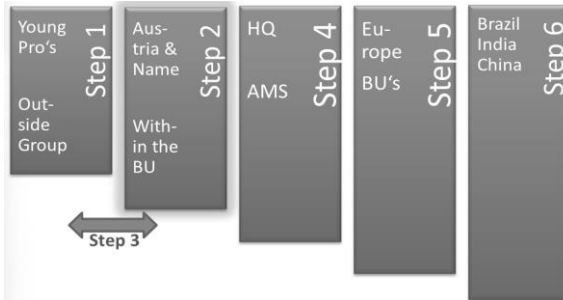 Young
Pro's
Out-
side
Group
Step 1
Aus-
tria &
Name
With-
in the
BU
Step 2
Step 3
HQ
AMS
Step 4
Eu-
rope
BU‘s
Step 5
Brazil
India
China
Step 6